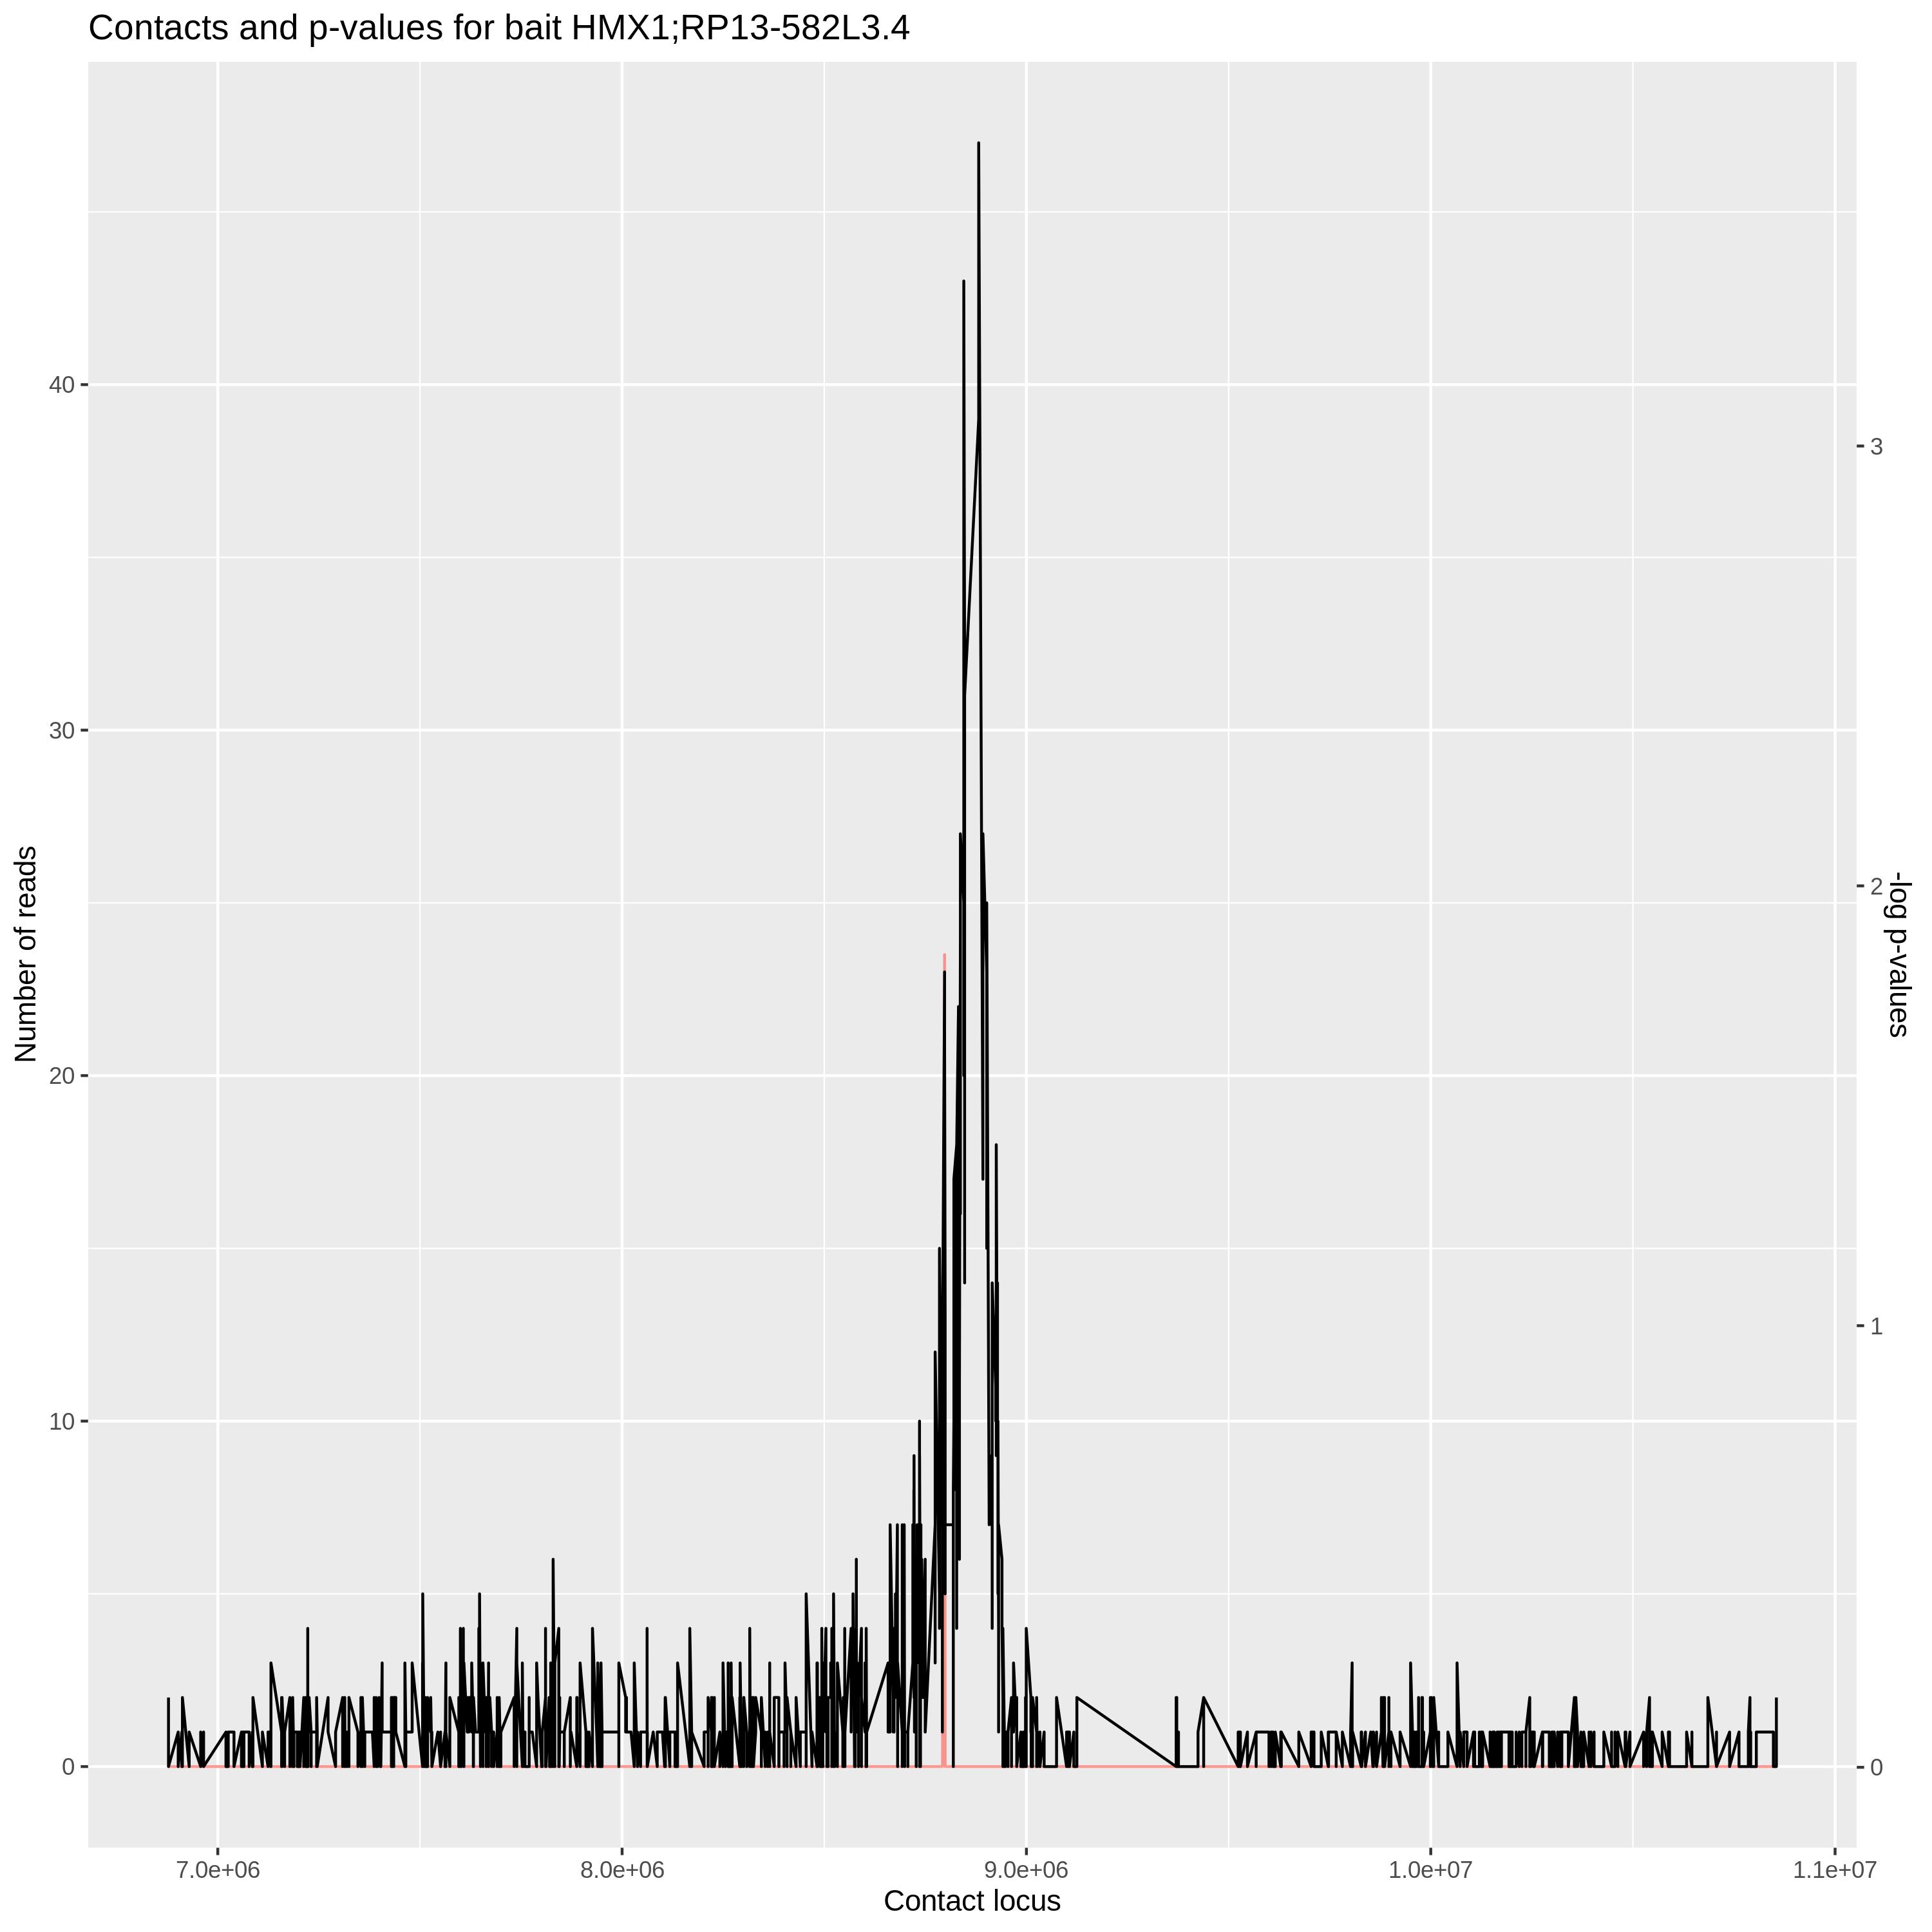 Contacts and p-values for bait HMX1;RP13-582L3.4
Number of reads
40
30
20
10
0
3
2
1
0
-log p-values
7.0e+06
8.0e+06
9.0e+06
1.0e+07
1.1e+07
Contact locus